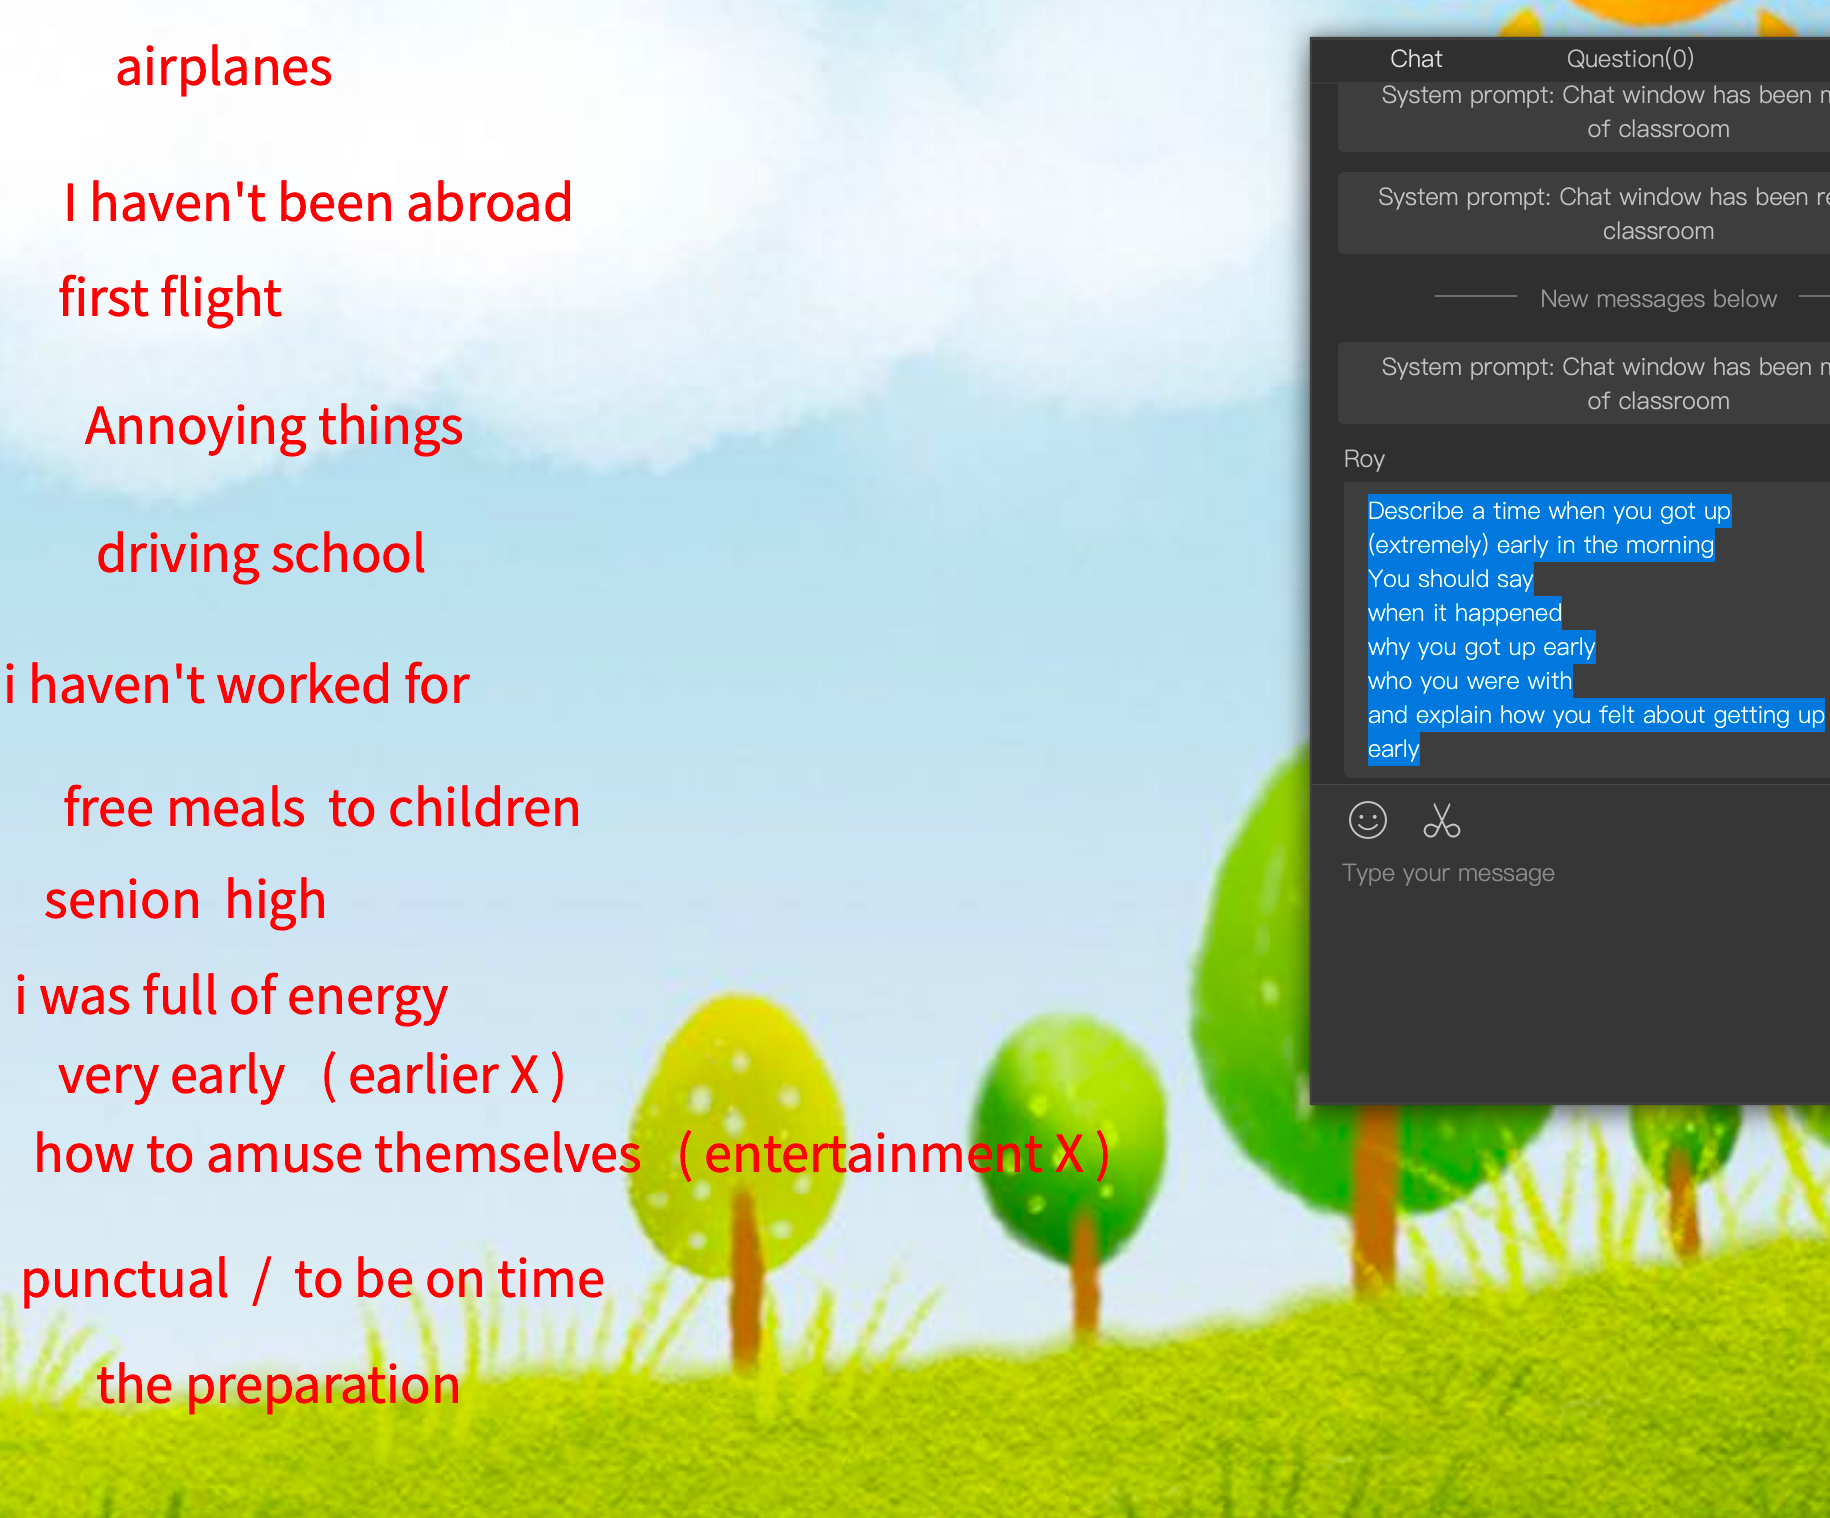 airplanes
I haven't been abroad
first flight
Annoying things
driving school
i haven't worked for
free meals to children
senion high
i was full of energy
very early ( earlier X )
how to amuse themselves ( entertainment X )
punctual / to be on time
the preparation
Chat Question(0)
System prompt: Chat window has been
of classroom
System prompt: Chat window has been
classroom
New messages below
System prompt: Chat window has been
of classroom
Roy
Describe a time when you got up
(extremely) early in the morning
You should say
when it happened
why you got up early
who you were with
and explain how you felt about getting up
early
Type your message